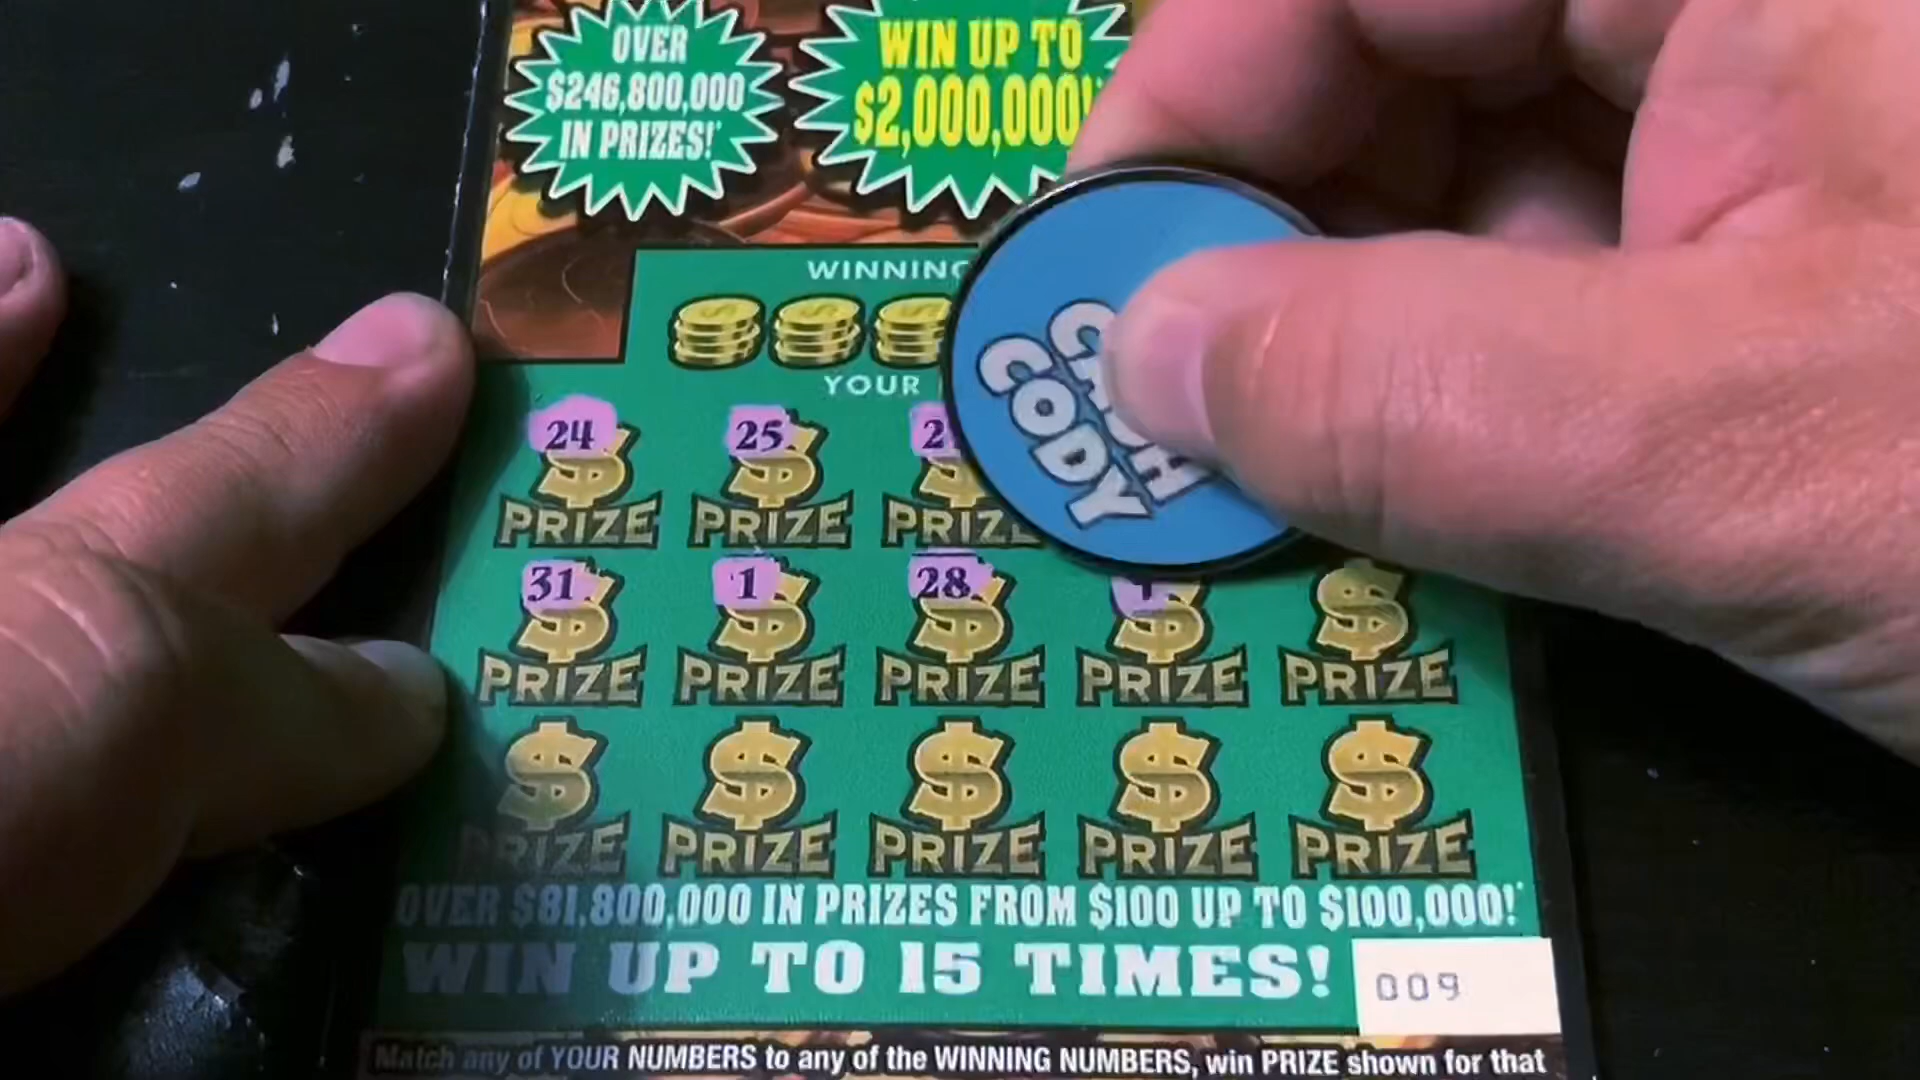 OVER
$246,800,000
IN PRIZES!*
WIN UP TO
$2,000,000!*
WINNING
YOUR
24 25
PRIZE PRIZE PRIZE
31 1 28
PRIZE PRIZE PRIZE PRIZE PRIZE
PRIZE PRIZE PRIZE PRIZE PRIZE
CASH
CODY
OVER $81,800,000 IN PRIZES FROM $100 UP TO $100,000!*
WIN UP TO 15 TIMES!
009
Match any of YOUR NUMBERS to any of the WINNING NUMBERS, win PRIZE shown for that